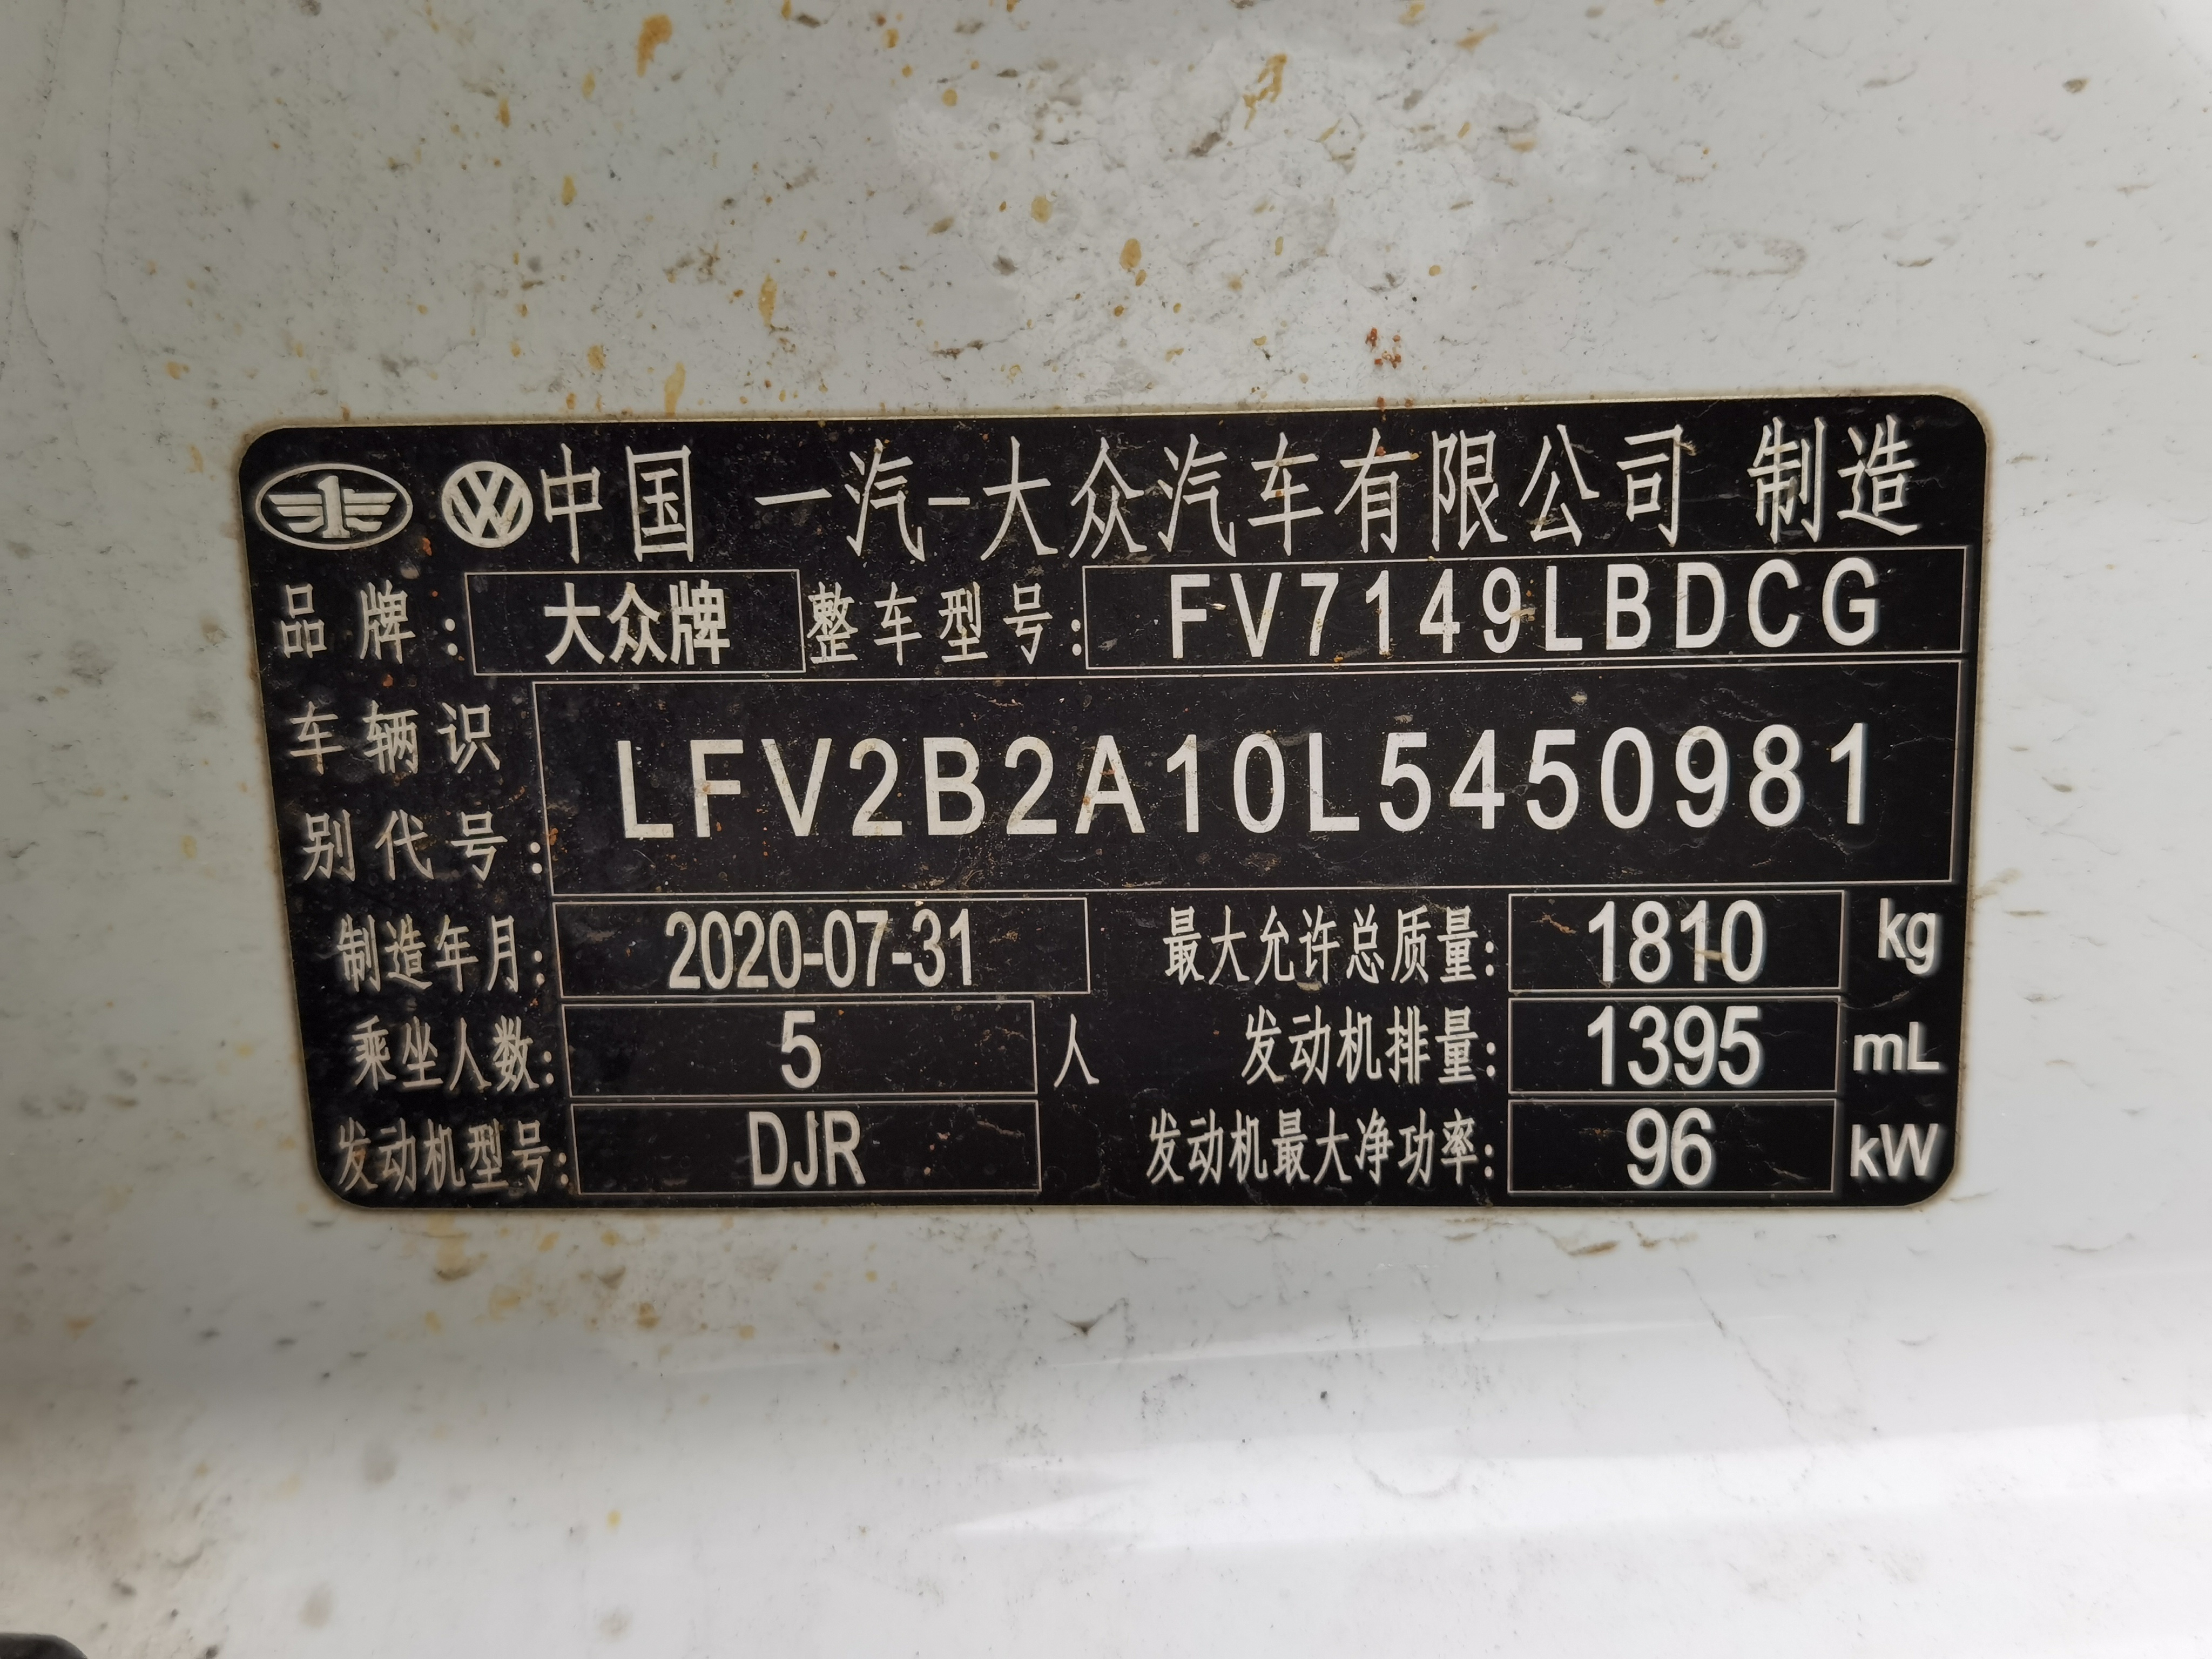 中国 一汽-大众汽车有限公司 制造
品牌: 大众牌 整车型号: FV7149LBDCG
车辆识
别代号: LFV2B2A10L5450981
制造年月: 2020-07-31 最大允许总质量: 1810 kg
乘坐人数: 5 人 发动机排量: 1395 mL
发动机型号: DJR 发动机最大净功率: 96 kW